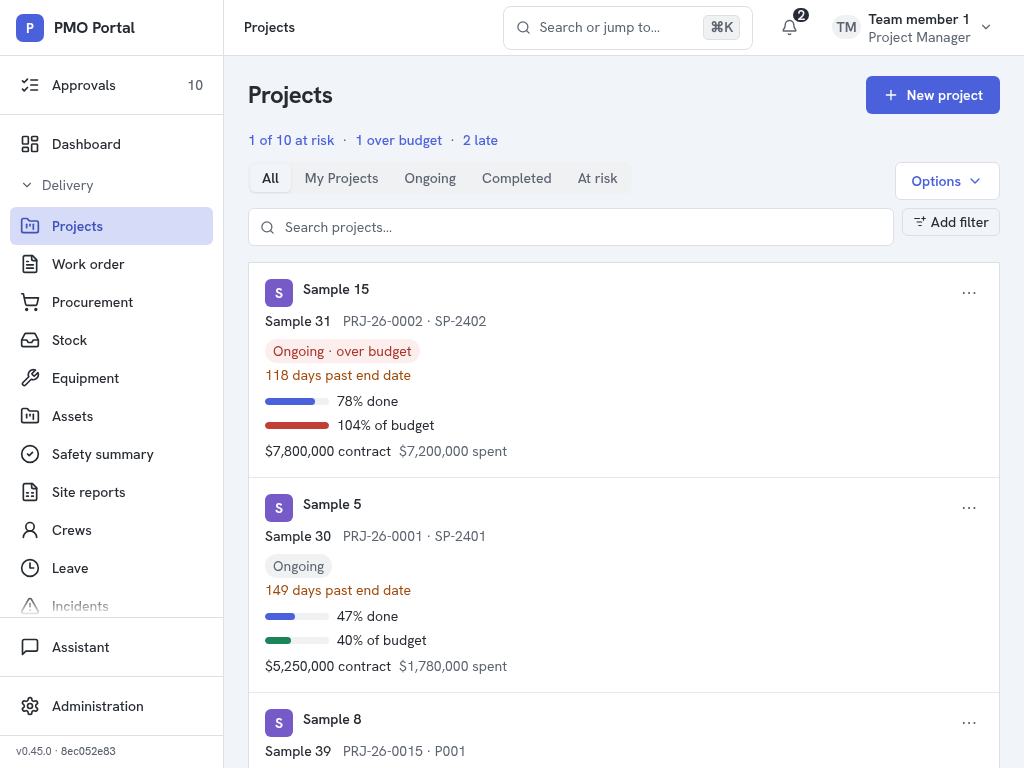 P PMO Portal
Projects
Search or jump to...
⌘K
2
TM
Team member 1
Project Manager
Approvals 10
Dashboard
Delivery
Projects
Work order
Procurement
Stock
Equipment
Assets
Safety summary
Site reports
Crews
Leave
Incidents
Assistant
Administration
v0.45.0 · 8ec052e83
Projects
New project
1 of 10 at risk · 1 over budget · 2 late
All My Projects Ongoing Completed At risk
Options
Search projects...
Add filter
S Sample 15 ...
Sample 31 PRJ-26-0002 · SP-2402
Ongoing · over budget
118 days past end date
78% done
104% of budget
$7,800,000 contract $7,200,000 spent
S Sample 5 ...
Sample 30 PRJ-26-0001 · SP-2401
Ongoing
149 days past end date
47% done
40% of budget
$5,250,000 contract $1,780,000 spent
S Sample 8 ...
Sample 39 PRJ-26-0015 · P001